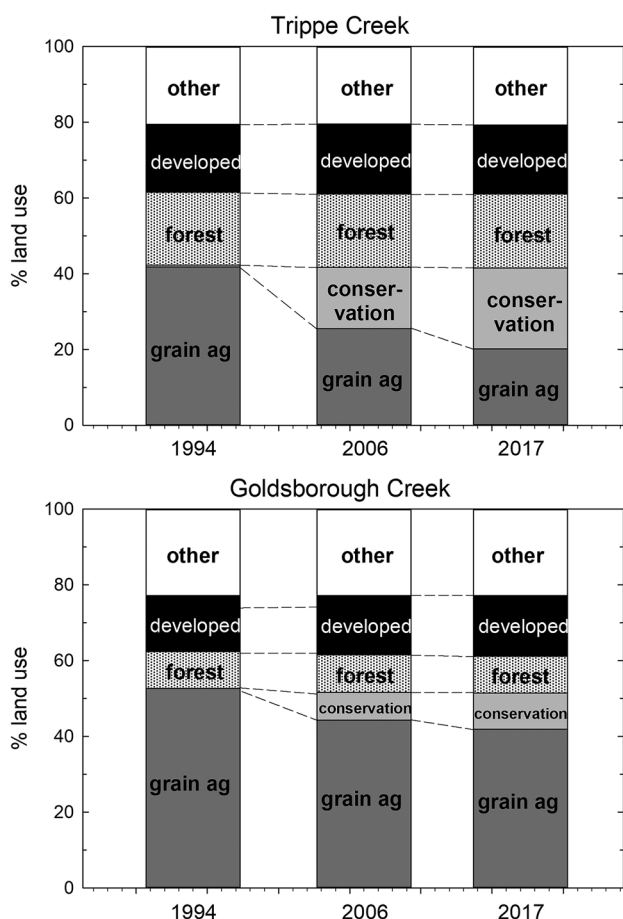 Trippe Creek
% land use
100
80
60
40
20
0
other
developed
forest
grain ag
other
developed
forest
conser-
vation
grain ag
other
developed
forest
conser-
vation
grain ag
1994
2006
2017
Goldsborough Creek
% land use
100
80
60
40
20
0
other
developed
forest
grain ag
other
developed
forest
conservation
grain ag
other
developed
forest
conservation
grain ag
1994
2006
2017